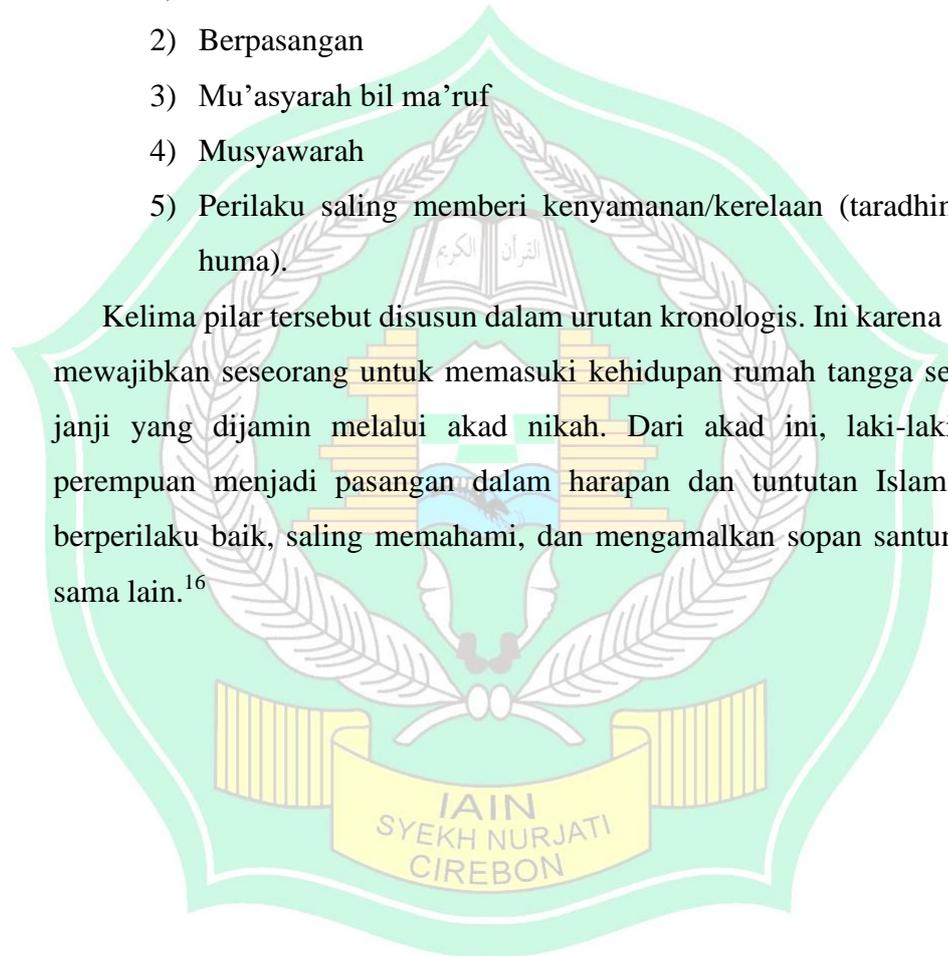 2) Berpasangan
3) Mu’asyarah bil ma’ruf
4) Musyawarah
5) Perilaku saling memberi kenyamanan/kerelaan (taradhin
huma).
القرآن الكريم
Kelima pilar tersebut disusun dalam urutan kronologis. Ini karena
mewajibkan seseorang untuk memasuki kehidupan rumah tangga se
janji yang dijamin melalui akad nikah. Dari akad ini, laki-laki
perempuan menjadi pasangan dalam harapan dan tuntutan Islam
berperilaku baik, saling memahami, dan mengamalkan sopan santun
sama lain.16
IAIN
SYEKH NURJATI
CIREBON